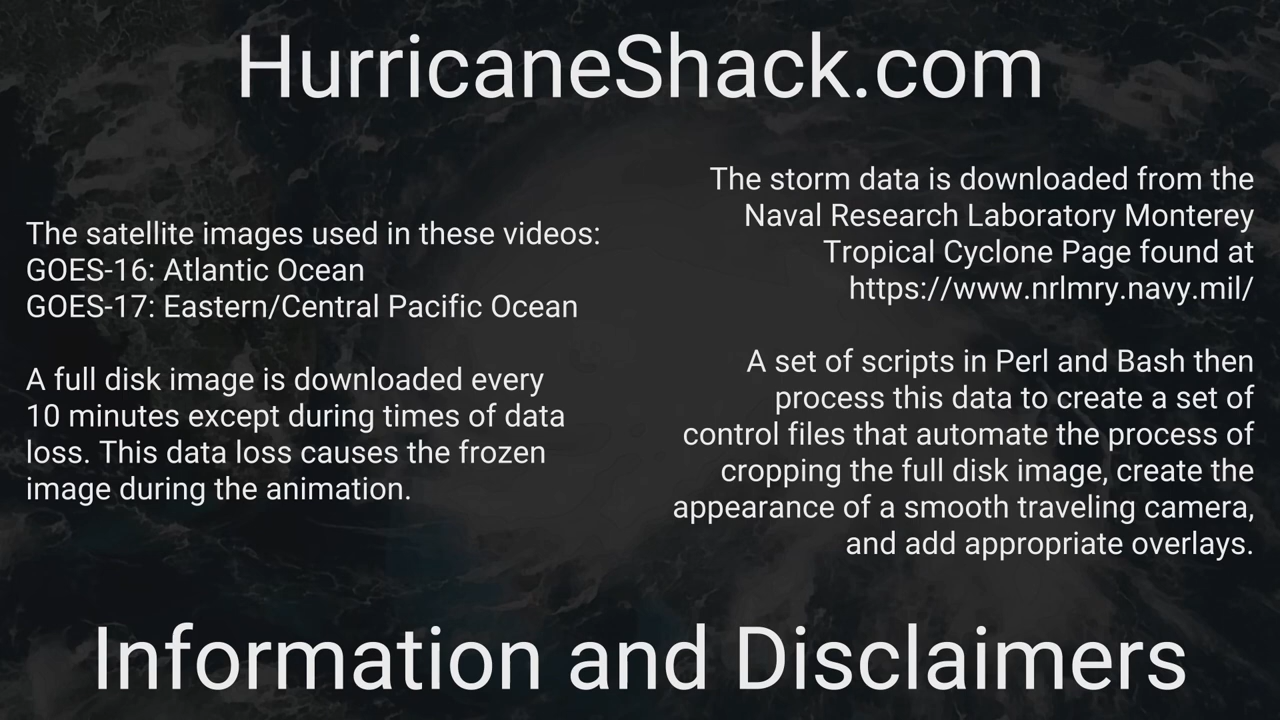 HurricaneShack.com
The satellite images used in these videos:
GOES-16: Atlantic Ocean
GOES-17: Eastern/Central Pacific Ocean
A full disk image is downloaded every
10 minutes except during times of data
loss. This data loss causes the frozen
image during the animation.
The storm data is downloaded from the
Naval Research Laboratory Monterey
Tropical Cyclone Page found at
https://www.nrlmry.navy.mil/
A set of scripts in Perl and Bash then
process this data to create a set of
control files that automate the process of
cropping the full disk image, create the
appearance of a smooth traveling camera,
and add appropriate overlays.
Information and Disclaimers